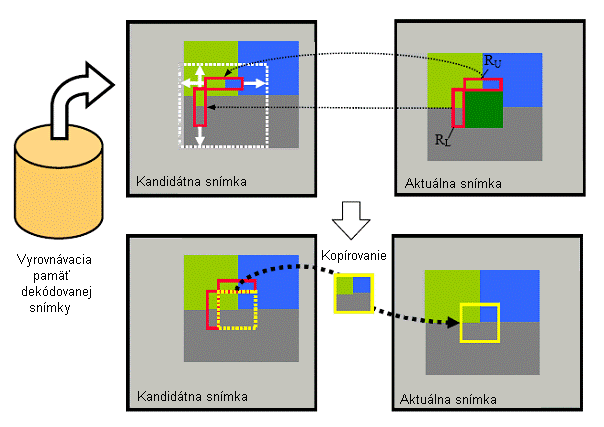 R_U
R_L
Kandidátna snímka
Aktuálna snímka
Vyrovnávacia
pamäť
dekódovanej
snímky
Kopírovanie
Kandidátna snímka
Aktuálna snímka